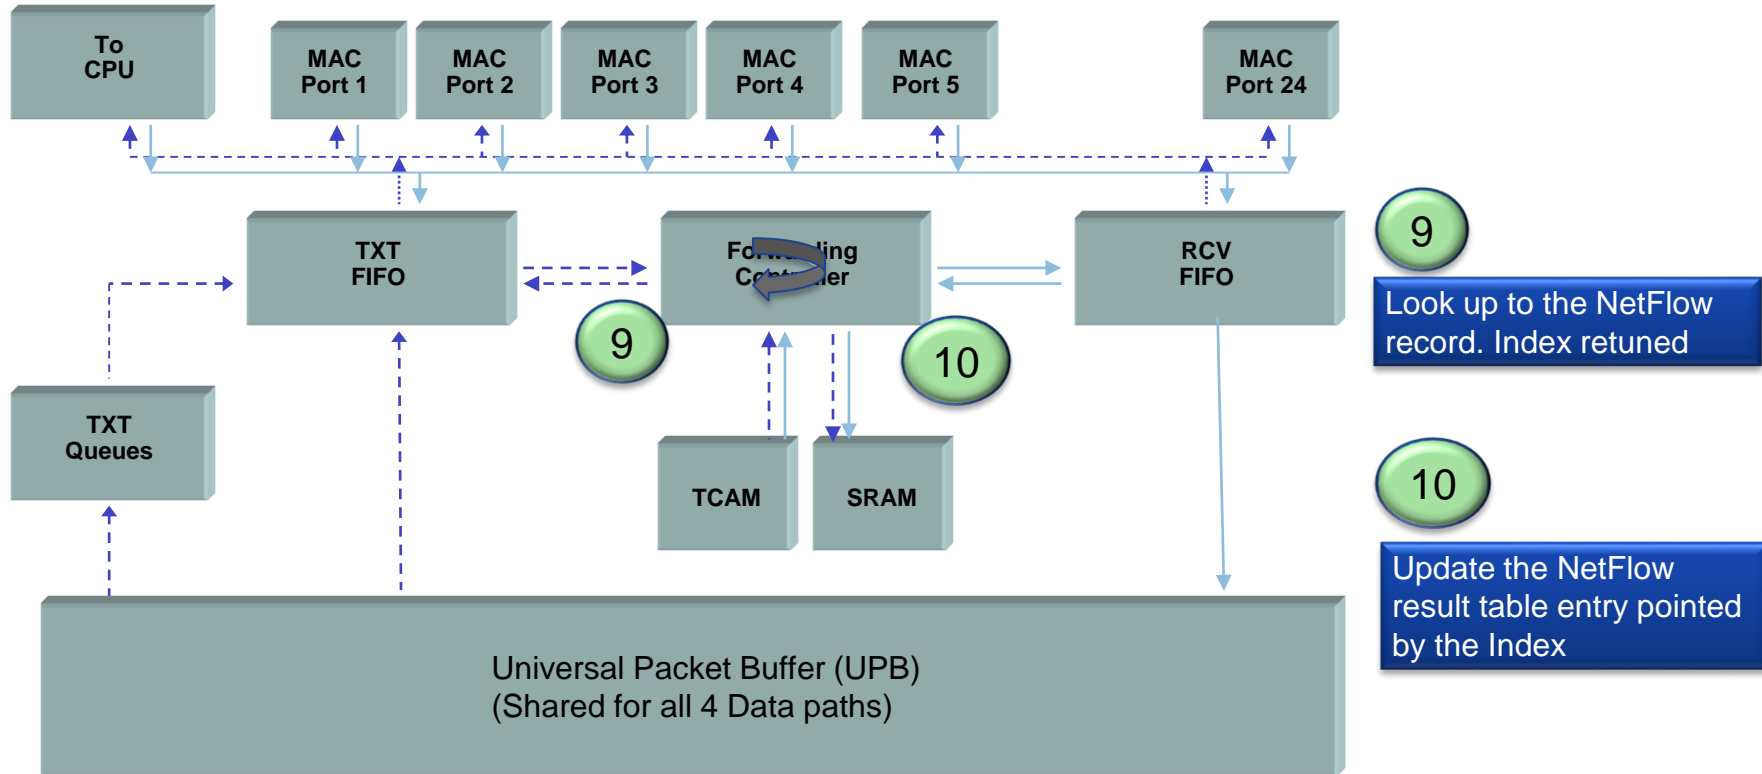 To
CPU
MAC
Port 1
MAC
Port 2
MAC
Port 3
MAC
Port 4
MAC
Port 5
MAC
Port 24
TXT
FIFO
Forwarding
Controller
RCV
FIFO
9
Look up to the NetFlow
record. Index retuned
9
10
TXT
Queues
TCAM
SRAM
10
Update the NetFlow
result table entry pointed
by the Index
Universal Packet Buffer (UPB)
(Shared for all 4 Data paths)